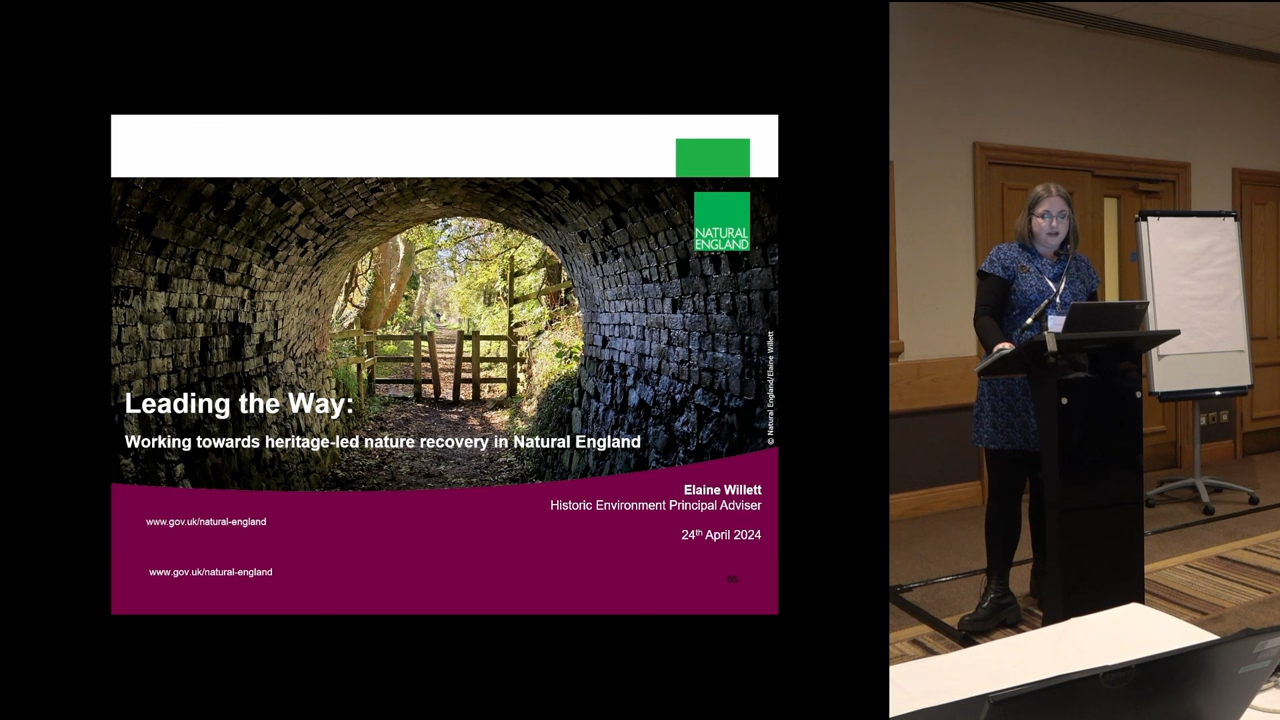 NATURAL
ENGLAND
© Natural England/Elaine Willett
Leading the Way:
Working towards heritage-led nature recovery in Natural England
Elaine Willett
Historic Environment Principal Adviser
24th April 2024
www.gov.uk/natural-england
www.gov.uk/natural-england